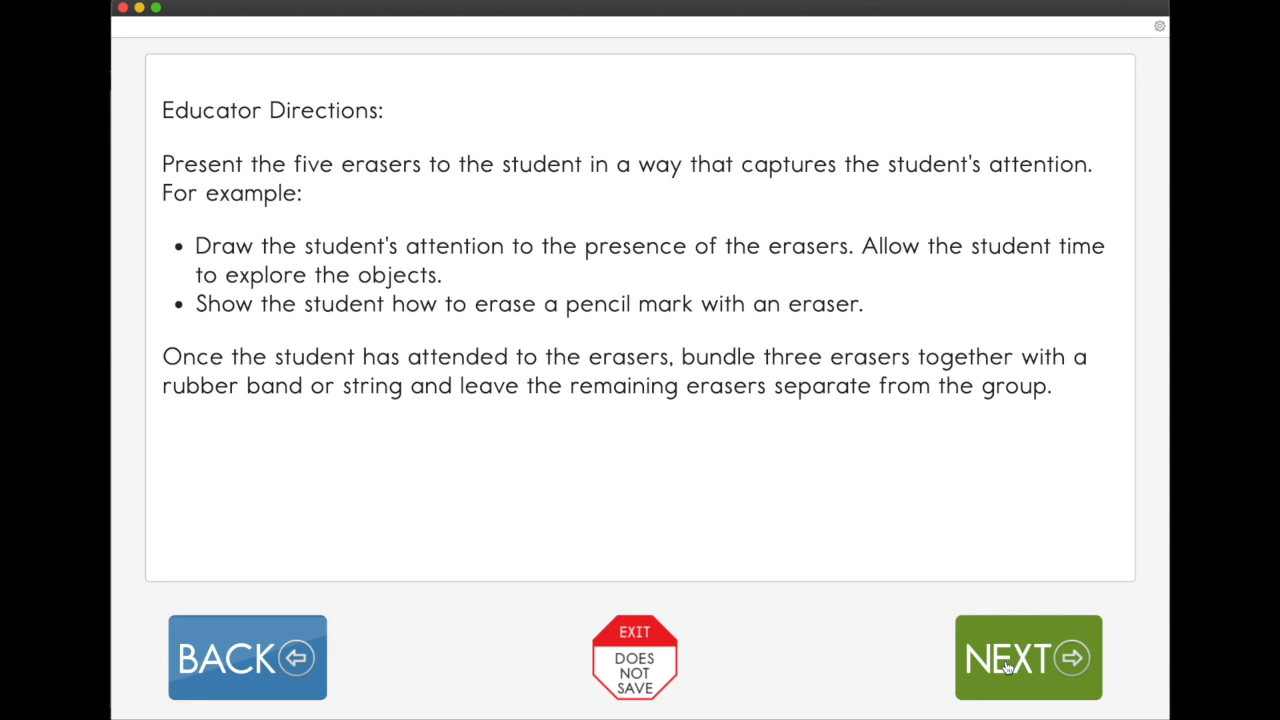 Educator Directions:
Present the five erasers to the student in a way that captures the student's attention.
For example:
• Draw the student's attention to the presence of the erasers. Allow the student time
to explore the objects.
• Show the student how to erase a pencil mark with an eraser.
Once the student has attended to the erasers, bundle three erasers together with a
rubber band or string and leave the remaining erasers separate from the group.
BACK
EXIT
DOES
NOT
SAVE
NEXT